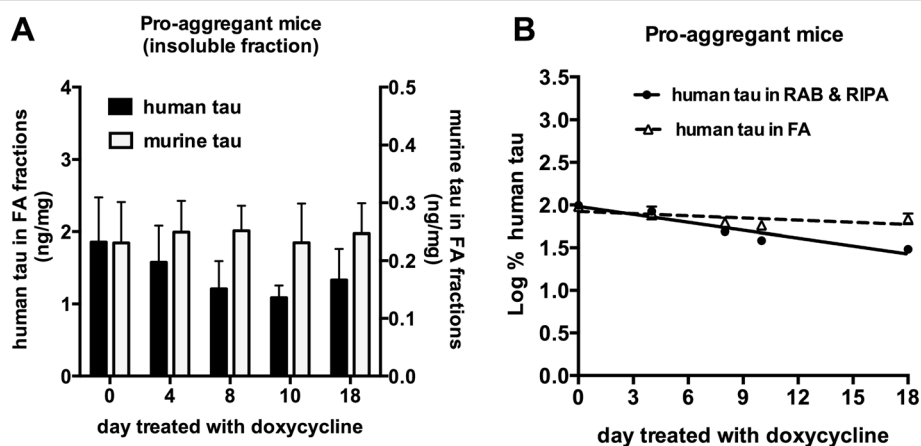 A
Pro-aggregant mice
(insoluble fraction)
human tau in FA fractions
(ng/mg)
4
3
2
1
0
human tau
murine tau
0.5
0.4
0.3
0.2
0.1
0.0
murine tau in FA fractions
(ng/mg)
0 4 8 10 18
day treated with doxycycline
B
Pro-aggregant mice
Log % human tau
3.5
3.0
2.5
2.0
1.5
1.0
0.5
0.0
human tau in RAB & RIPA
human tau in FA
0 3 6 9 12 15 18
day treated with doxycycline